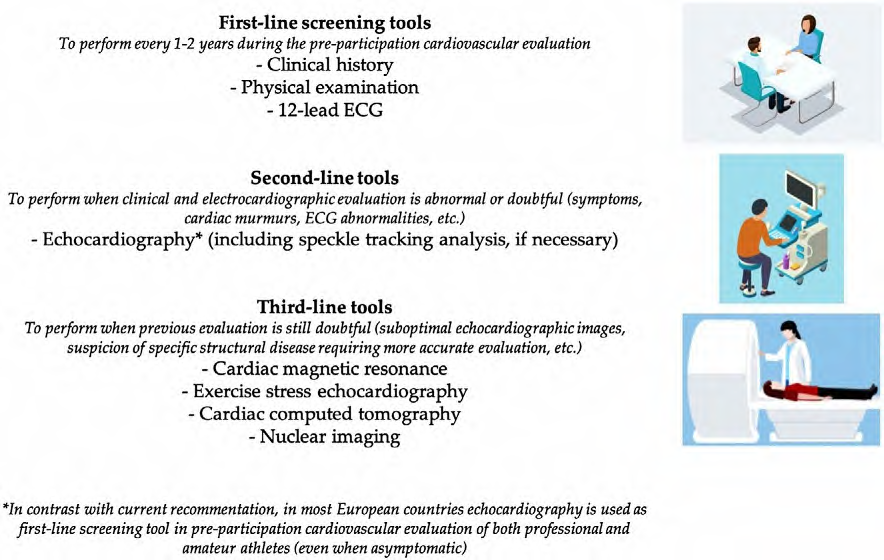 First-line screening tools
To perform every 1-2 years during the pre-participation cardiovascular evaluation
- Clinical history
- Physical examination
- 12-lead ECG
Second-line tools
To perform when clinical and electrocardiographic evaluation is abnormal or doubtful (symptoms,
cardiac murmurs, ECG abnormalities, etc.)
- Echocardiography* (including speckle tracking analysis, if necessary)
Third-line tools
To perform when previous evaluation is still doubtful (suboptimal echocardiographic images,
suspicion of specific structural disease requiring more accurate evaluation, etc.)
- Cardiac magnetic resonance
- Exercise stress echocardiography
- Cardiac computed tomography
- Nuclear imaging
*In contrast with current recommentation, in most European countries echocardiography is used as
first-line screening tool in pre-participation cardiovascular evaluation of both professional and
amateur athletes (even when asymptomatic)